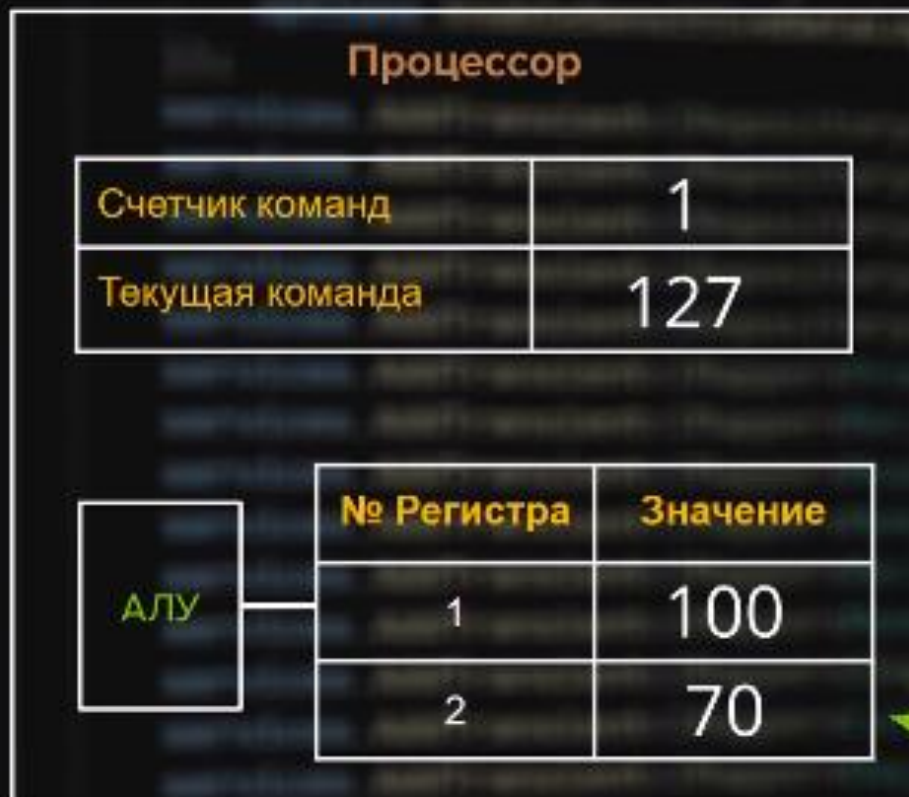 Процессор
Счетчик команд 1
Текущая команда 127
№ Регистра Значение
АЛУ
1 100
2 70